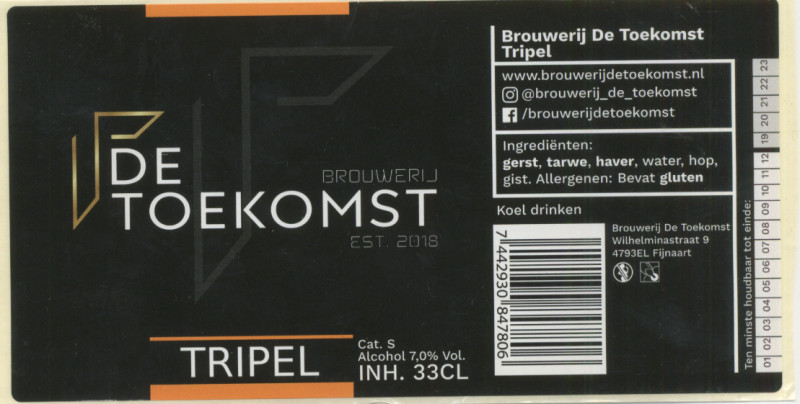 DE
BROUWERIJ
TOEKOMST
EST. 2018
TRIPEL
Cat. S
Alcohol 7,0% Vol.
INH. 33CL
Brouwerij De Toekomst
Tripel
www.brouwerijdetoekomst.nl
@brouwerij_de_toekomst
/brouwerijdetoekomst
Ingrediënten:
gerst, tarwe, haver, water, hop,
gist. Allergenen: Bevat gluten
Koel drinken
7 442930 847806
Brouwerij De Toekomst
Wilhelminastraat 9
4793EL Fijnaart
Ten minste houdbaar tot einde:
01 02 03 04 05 06 07 08 09 10 11 12 19 20 21 22 23